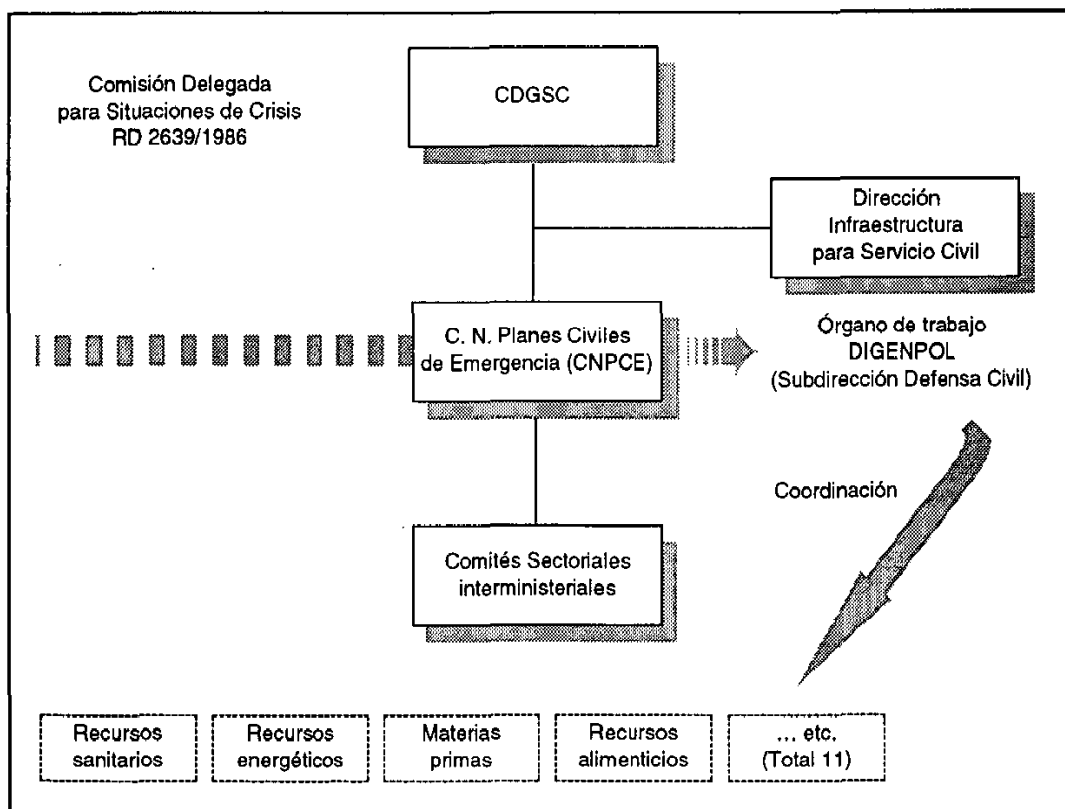 Comisión Delegada
para Situaciones de Crisis
RD 2639/1986
CDGSC
Dirección
Infraestructura
para Servicio Civil
C. N. Planes Civiles
de Emergencia (CNPCE)
Órgano de trabajo
DIGENPOL
(Subdirección Defensa Civil)
Coordinación
Comités Sectoriales
interministeriales
Recursos
sanitarios
Recursos
energéticos
Materias
primas
Recursos
alimenticios
... etc.
(Total 11)